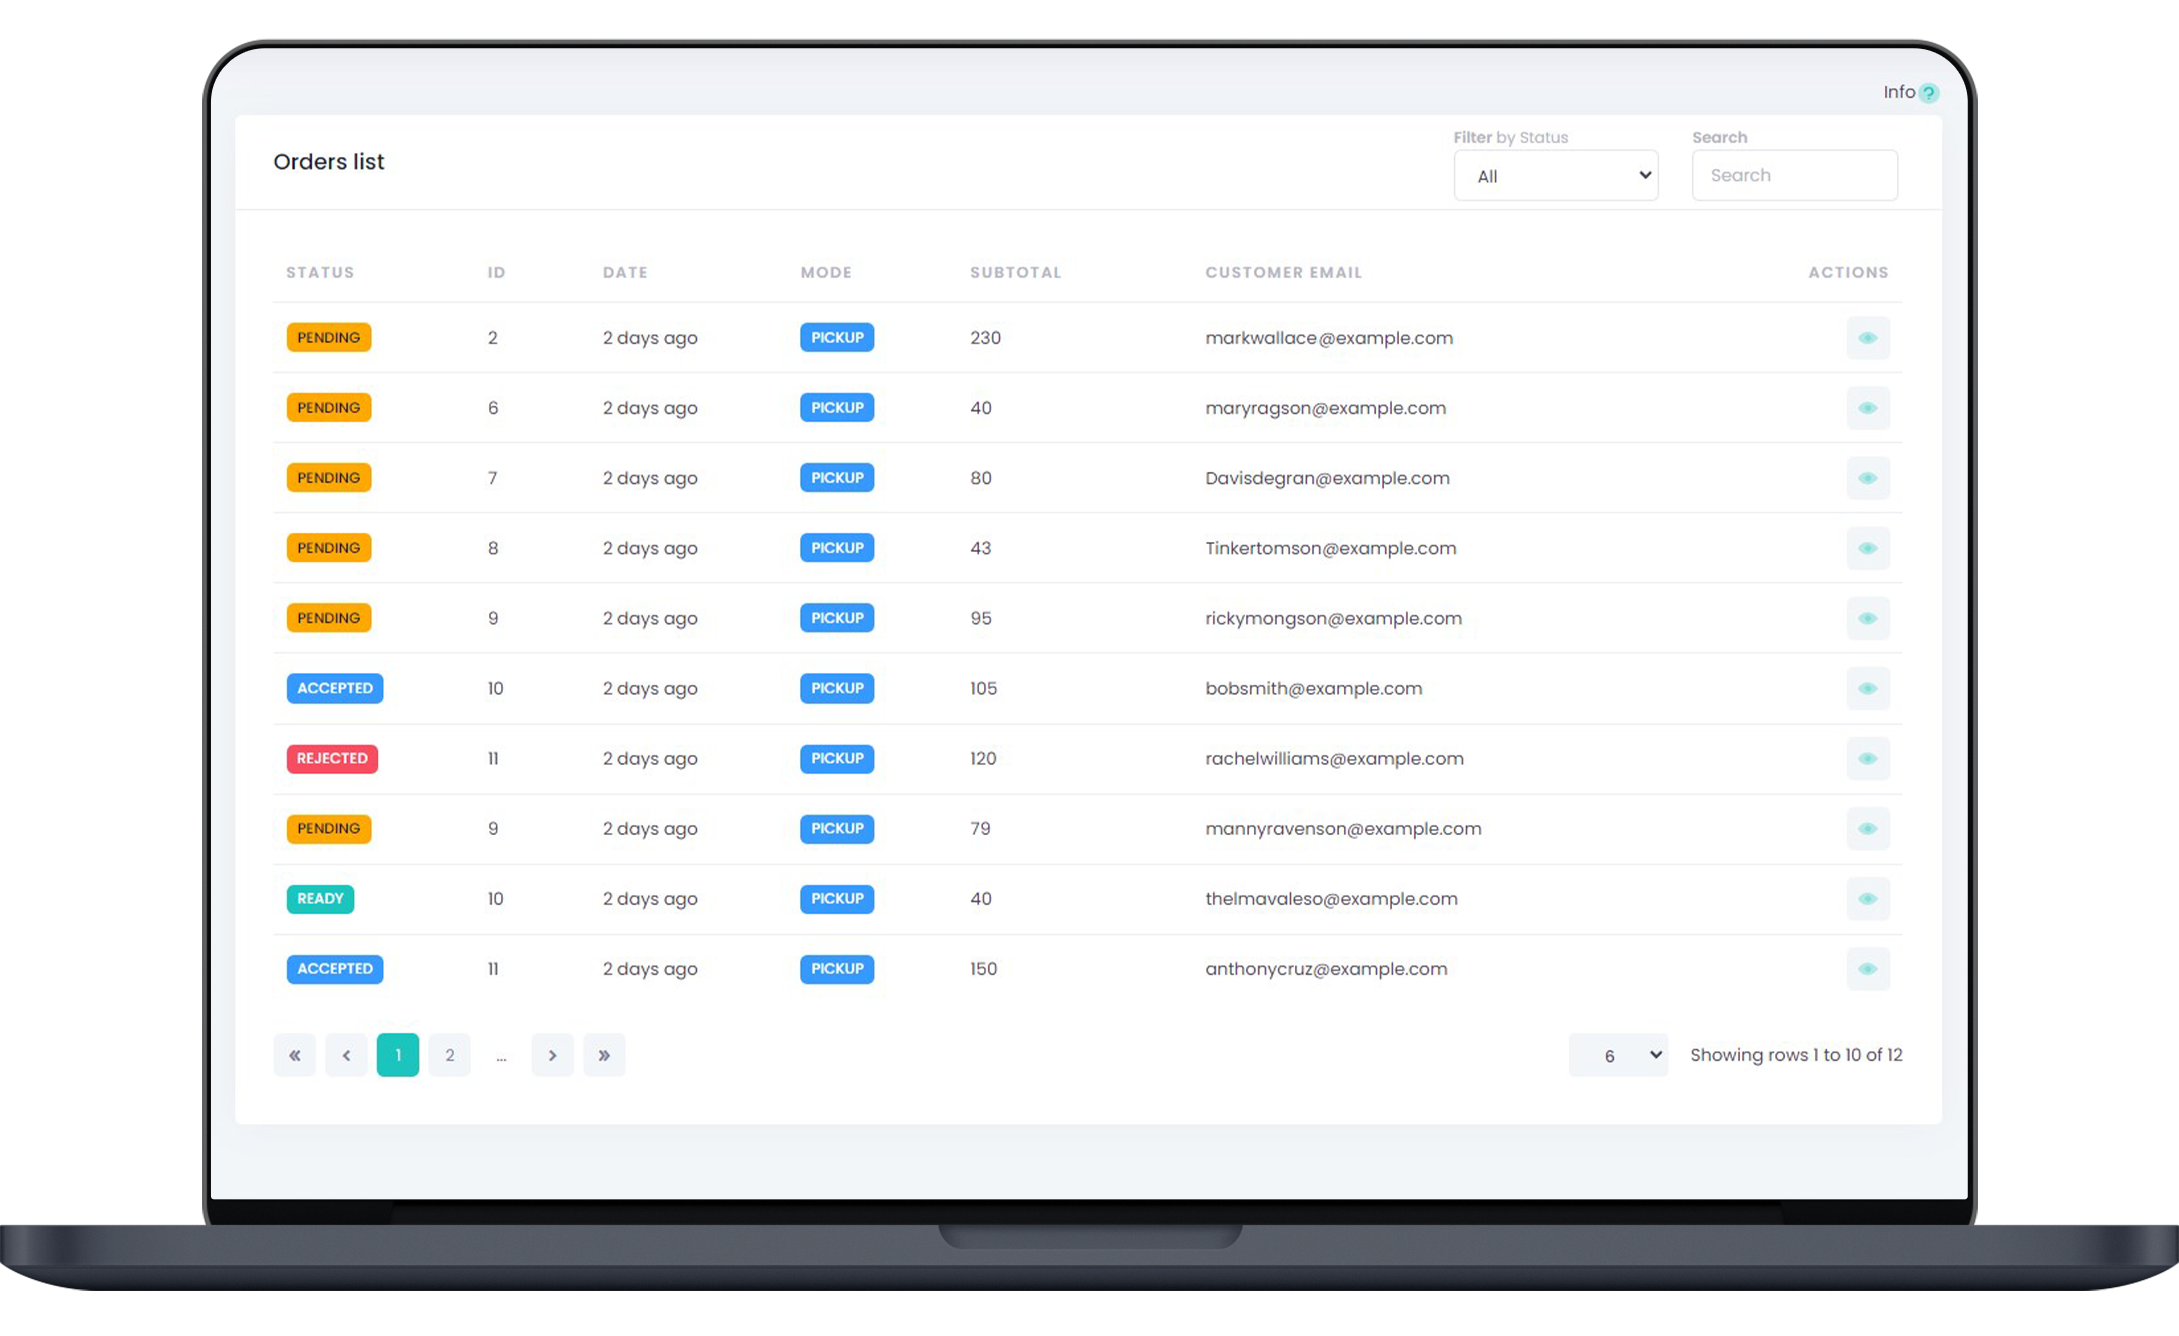 Info ?
Filter by Status Search
Orders list
All Search
STATUS ID DATE MODE SUBTOTAL CUSTOMER EMAIL ACTIONS
PENDING 2 2 days ago PICKUP 230 markwallace@example.com
PENDING 6 2 days ago PICKUP 40 maryragson@example.com
PENDING 7 2 days ago PICKUP 80 Davisdegran@example.com
PENDING 8 2 days ago PICKUP 43 Tinkertomson@example.com
PENDING 9 2 days ago PICKUP 95 rickymongson@example.com
ACCEPTED 10 2 days ago PICKUP 105 bobsmith@example.com
REJECTED 11 2 days ago PICKUP 120 rachelwilliams@example.com
PENDING 9 2 days ago PICKUP 79 mannyravenson@example.com
READY 10 2 days ago PICKUP 40 thelmavaleso@example.com
ACCEPTED 11 2 days ago PICKUP 150 anthonycruz@example.com
« ‹ 1 2 ... › » 6 Showing rows 1 to 10 of 12